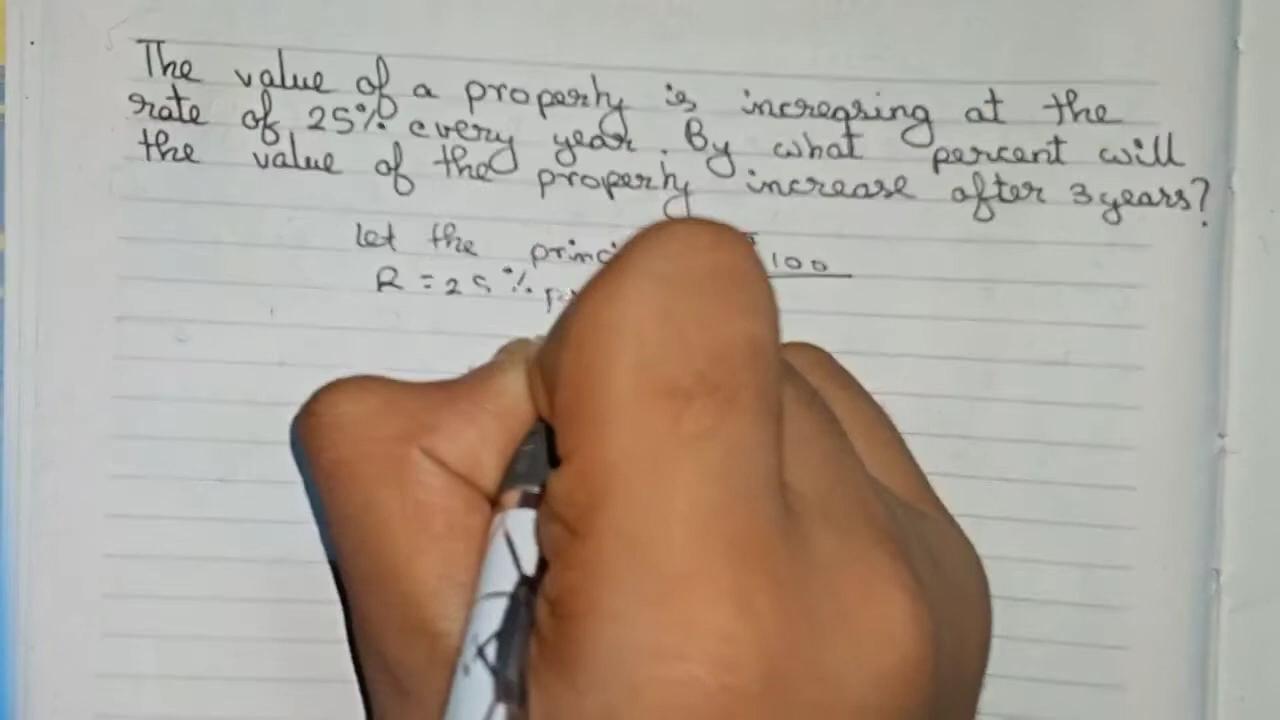 The value of a property is increasing at the
rate of 25% every year. By what percent will
the value of the property increase after 3 years?
Let the 100
R = 25%